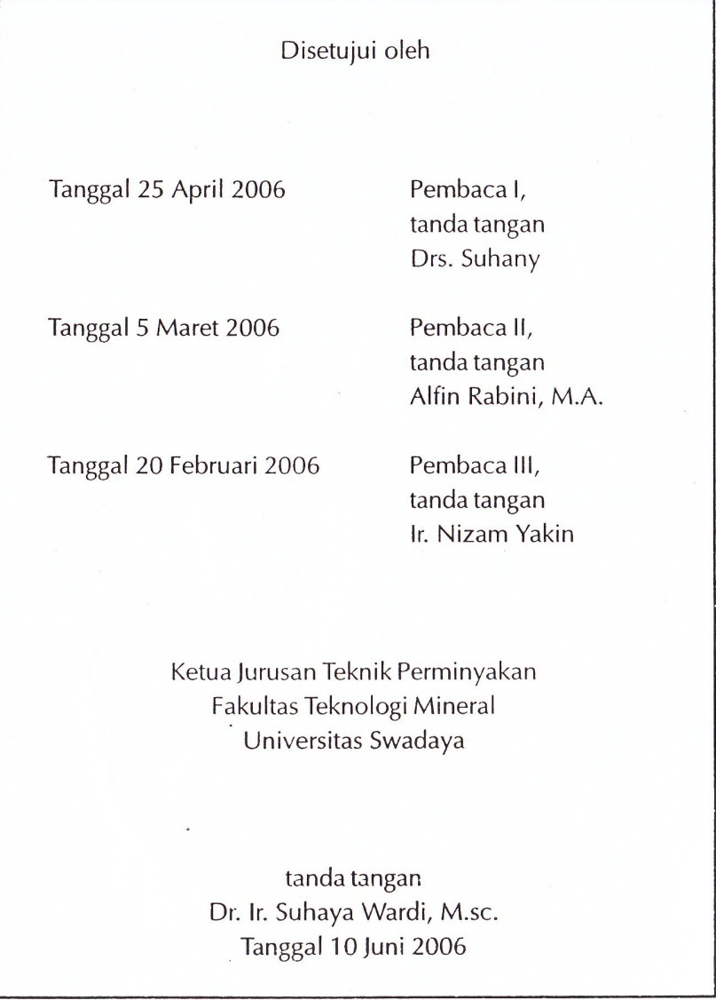 Disetujui oleh
Tanggal 25 April 2006 Pembaca I,
tanda tangan
Drs. Suhany
Tanggal 5 Maret 2006 Pembaca II,
tanda tangan
Alfin Rabini, M.A.
Tanggal 20 Februari 2006 Pembaca III,
tanda tangan
Ir. Nizam Yakin
Ketua Jurusan Teknik Perminyakan
Fakultas Teknologi Mineral
Universitas Swadaya
tanda tangan
Dr. Ir. Suhaya Wardi, M.sc.
Tanggal 10 Juni 2006